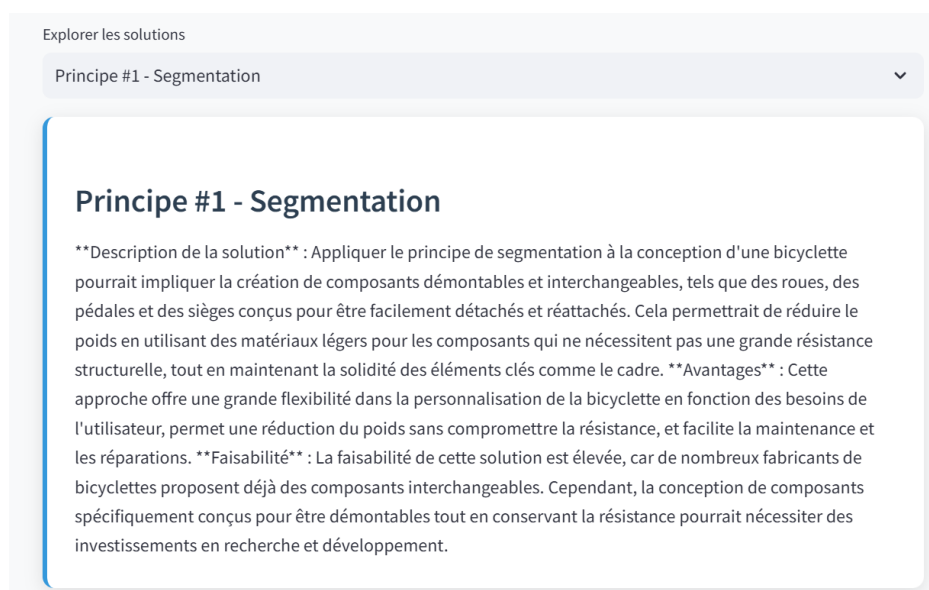 Explorer les solutions
Principe #1 - Segmentation
Principe #1 - Segmentation
**Description de la solution** : Appliquer le principe de segmentation à la conception d'une bicyclette
pourrait impliquer la création de composants démontables et interchangeables, tels que des roues, des
pédales et des sièges conçus pour être facilement détachés et réattachés. Cela permettrait de réduire le
poids en utilisant des matériaux légers pour les composants qui ne nécessitent pas une grande résistance
structurelle, tout en maintenant la solidité des éléments clés comme le cadre. **Avantages** : Cette
approche offre une grande flexibilité dans la personnalisation de la bicyclette en fonction des besoins de
l'utilisateur, permet une réduction du poids sans compromettre la résistance, et facilite la maintenance et
les réparations. **Faisabilité** : La faisabilité de cette solution est élevée, car de nombreux fabricants de
bicyclettes proposent déjà des composants interchangeables. Cependant, la conception de composants
spécifiquement conçus pour être démontables tout en conservant la résistance pourrait nécessiter des
investissements en recherche et développement.